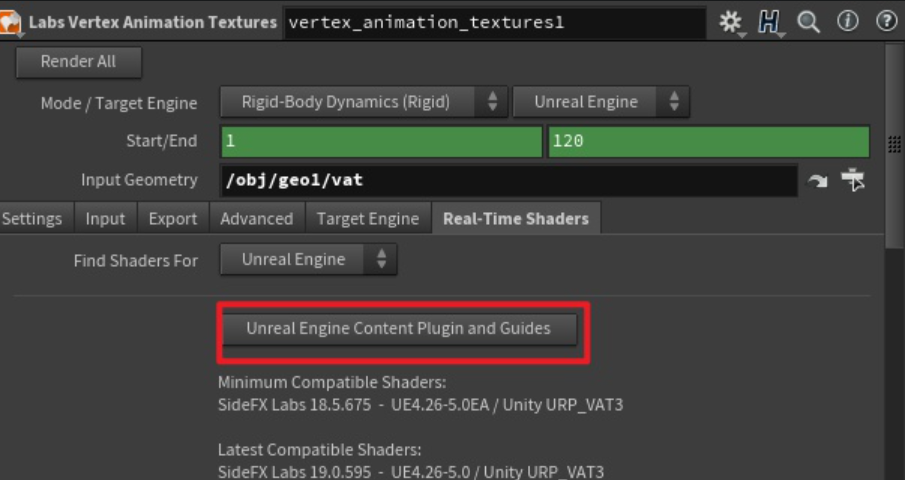 Labs Vertex Animation Textures vertex_animation_textures1
Render All
Mode / Target Engine Rigid-Body Dynamics (Rigid) Unreal Engine
Start/End 1 120
Input Geometry /obj/geo1/vat
Settings Input Export Advanced Target Engine Real-Time Shaders
Find Shaders For Unreal Engine
Unreal Engine Content Plugin and Guides
Minimum Compatible Shaders:
SideFX Labs 18.5.675 - UE4.26-5.0EA / Unity URP_VAT3
Latest Compatible Shaders:
SideFX Labs 19.0.595 - UE4.26-5.0 / Unity URP_VAT3